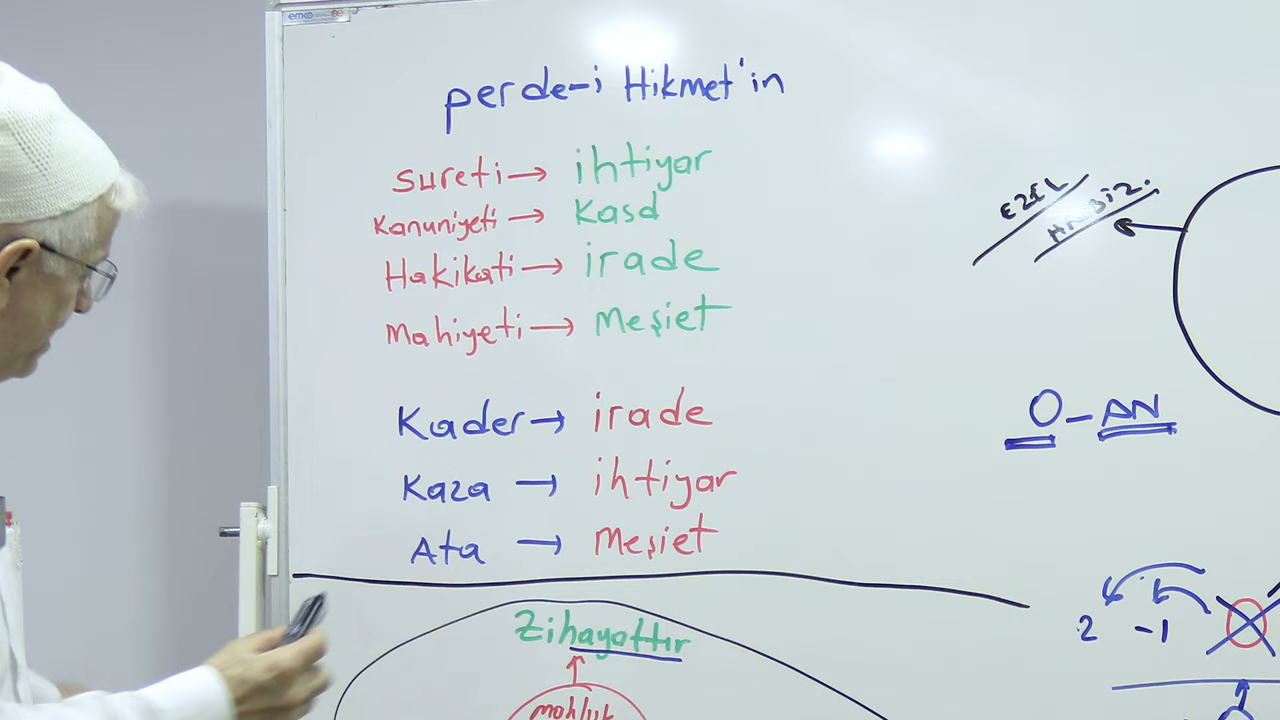 emko
perde-i Hikmet'in
Sureti → ihtiyar
Kanuniyeti → Kasd
Hakikati → irade
Mahiyeti → Meşiet
Kader → irade
Kaza → ihtiyar
Ata → Meşiet
Zihayattır
mahluk
EZEL
O - AN
2 -1